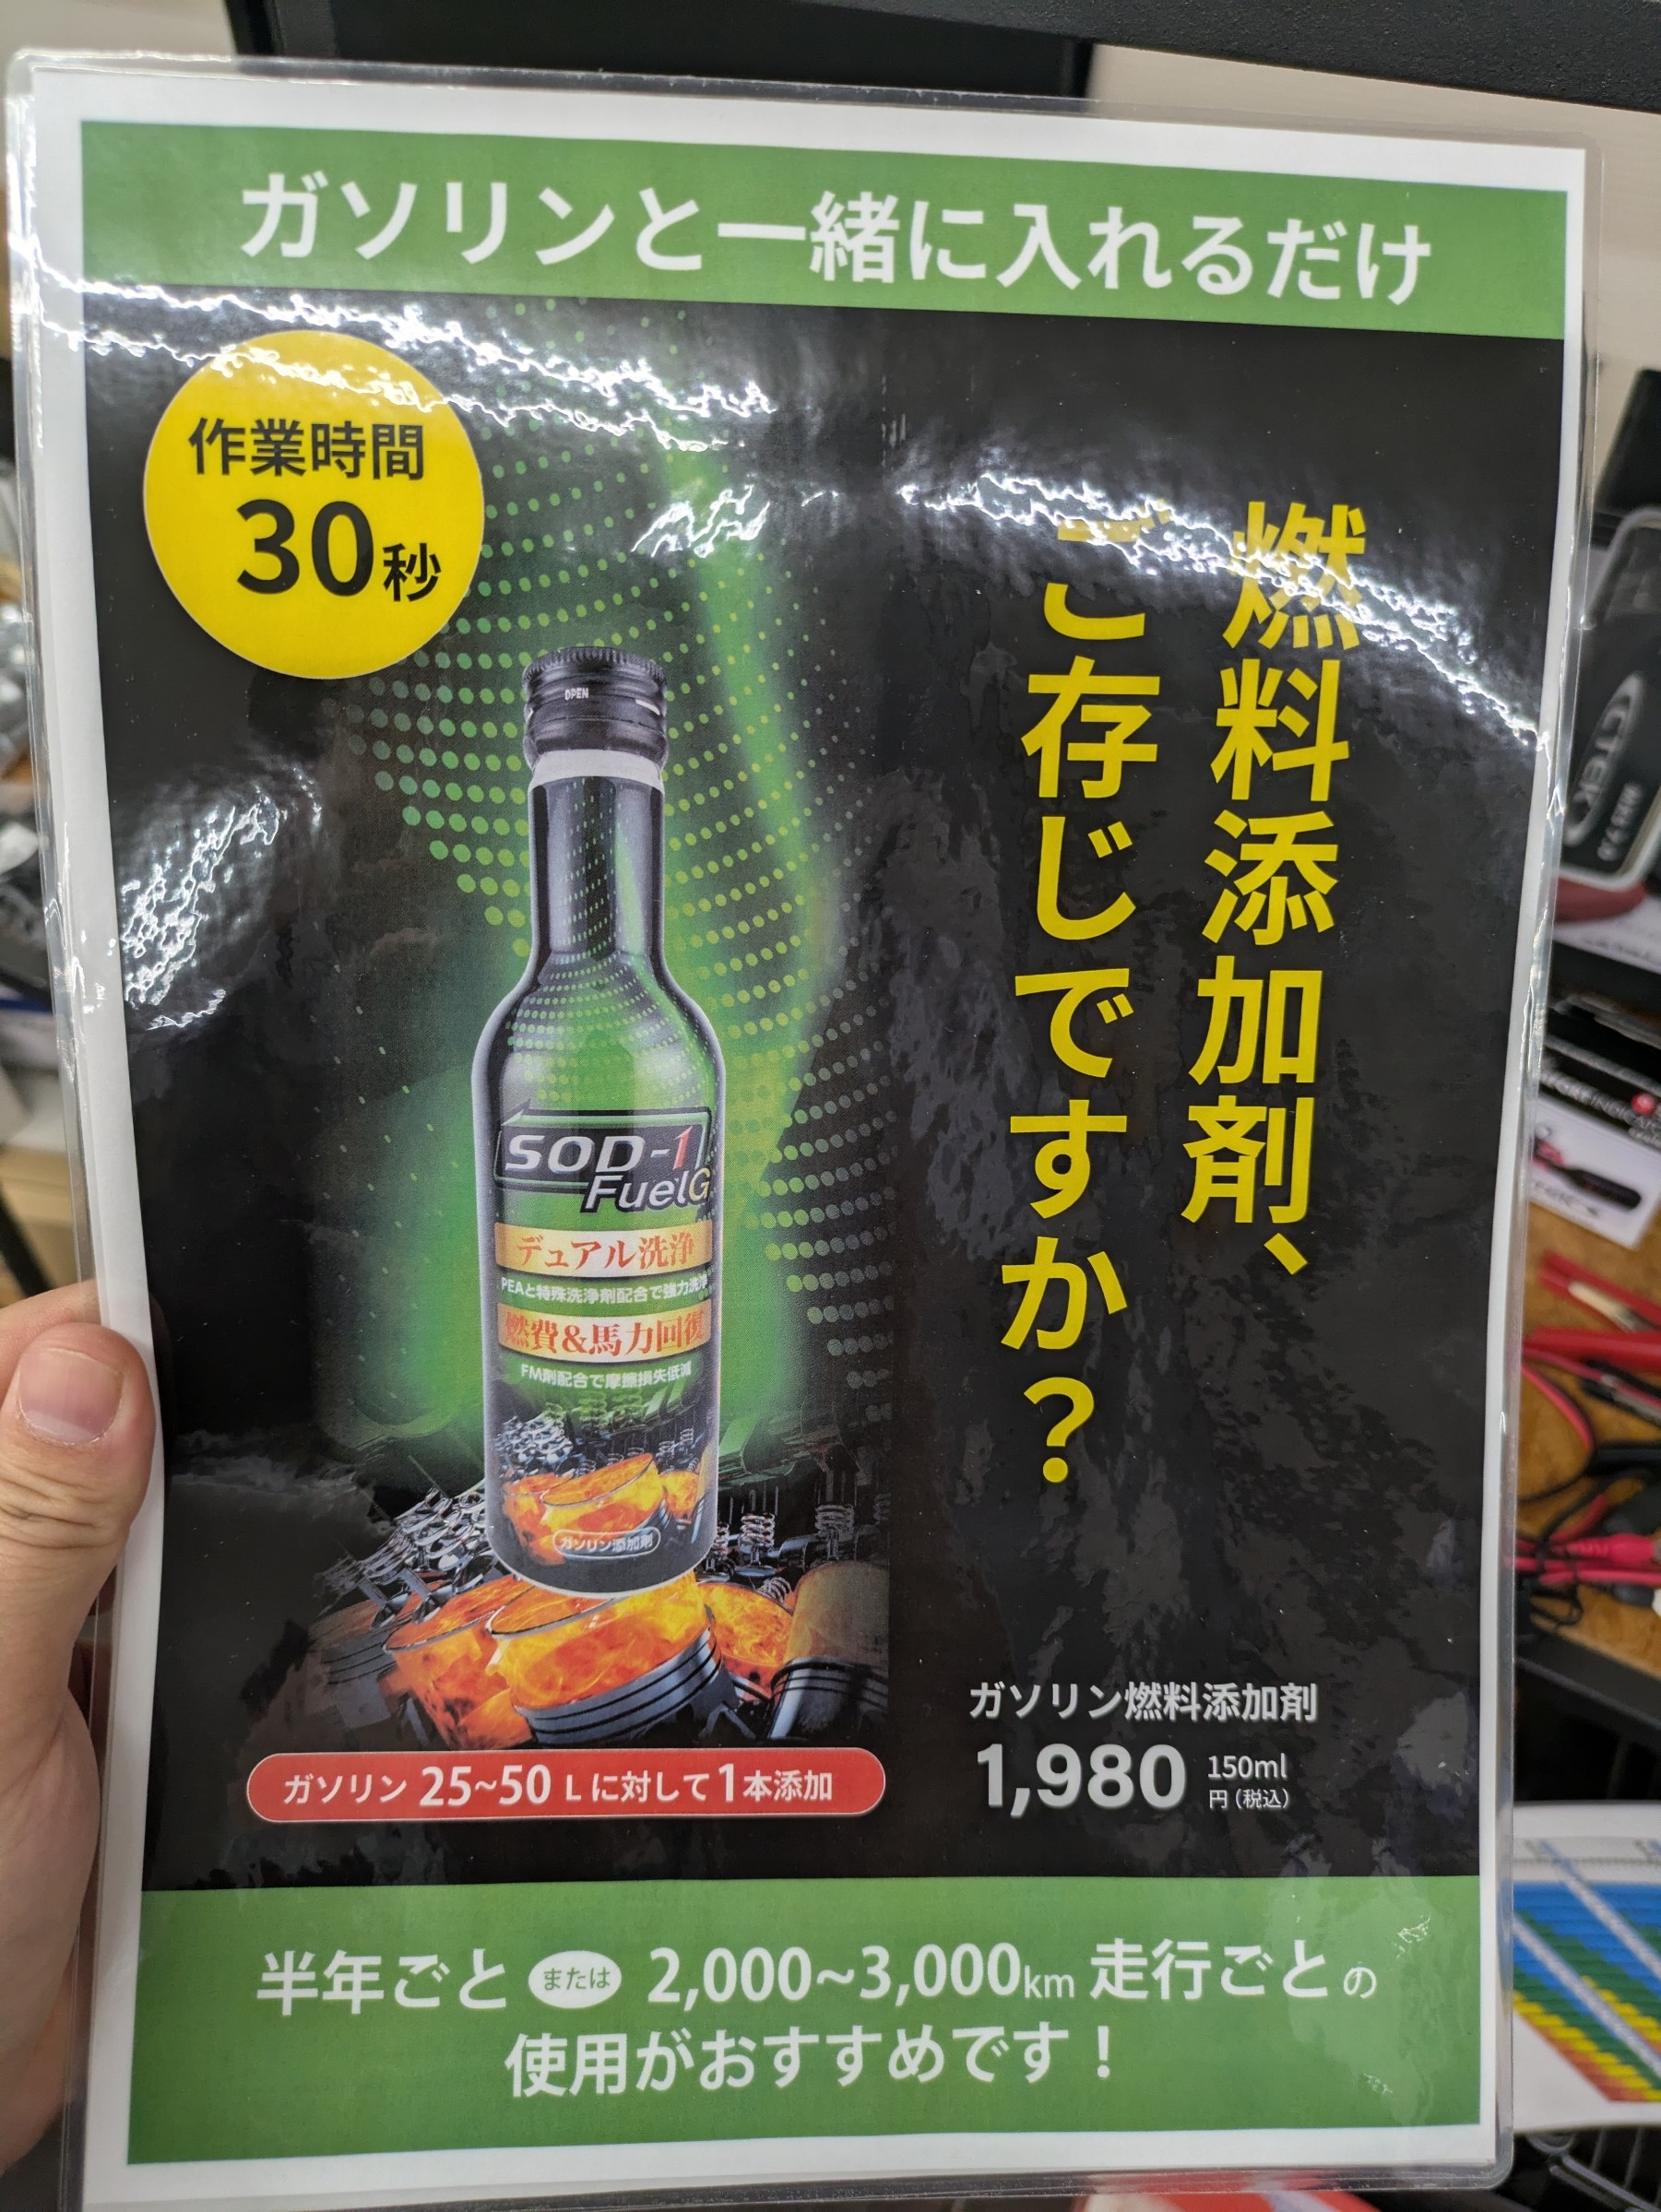 ガソリンと一緒に入れるだけ
作業時間
30秒
燃料添加剤、
ご存じですか？
OPEN
SOD-1
FuelG
デュアル洗浄
PEAと特殊洗浄剤配合で強力洗浄
燃費&馬力回復
FM剤配合で摩擦損失低減
ガソリン添加剤
ガソリン 25~50 L に対して 1本添加
ガソリン燃料添加剤
1,980 150ml
円（税込）
半年ごと または 2,000~3,000km 走行ごとの
使用がおすすめです！
CTEK